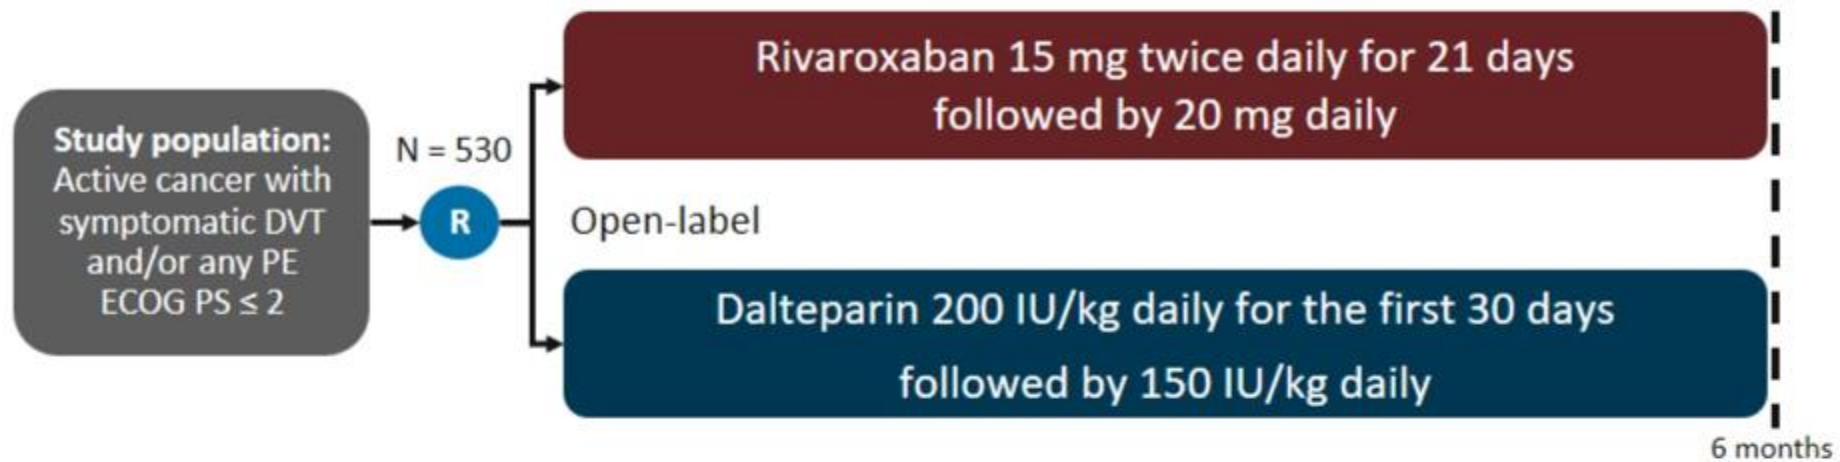 Study population:
Active cancer with
symptomatic DVT
and/or any PE
ECOG PS ≤ 2
N = 530
R
Rivaroxaban 15 mg twice daily for 21 days
followed by 20 mg daily
Open-label
Dalteparin 200 IU/kg daily for the first 30 days
followed by 150 IU/kg daily
6 months